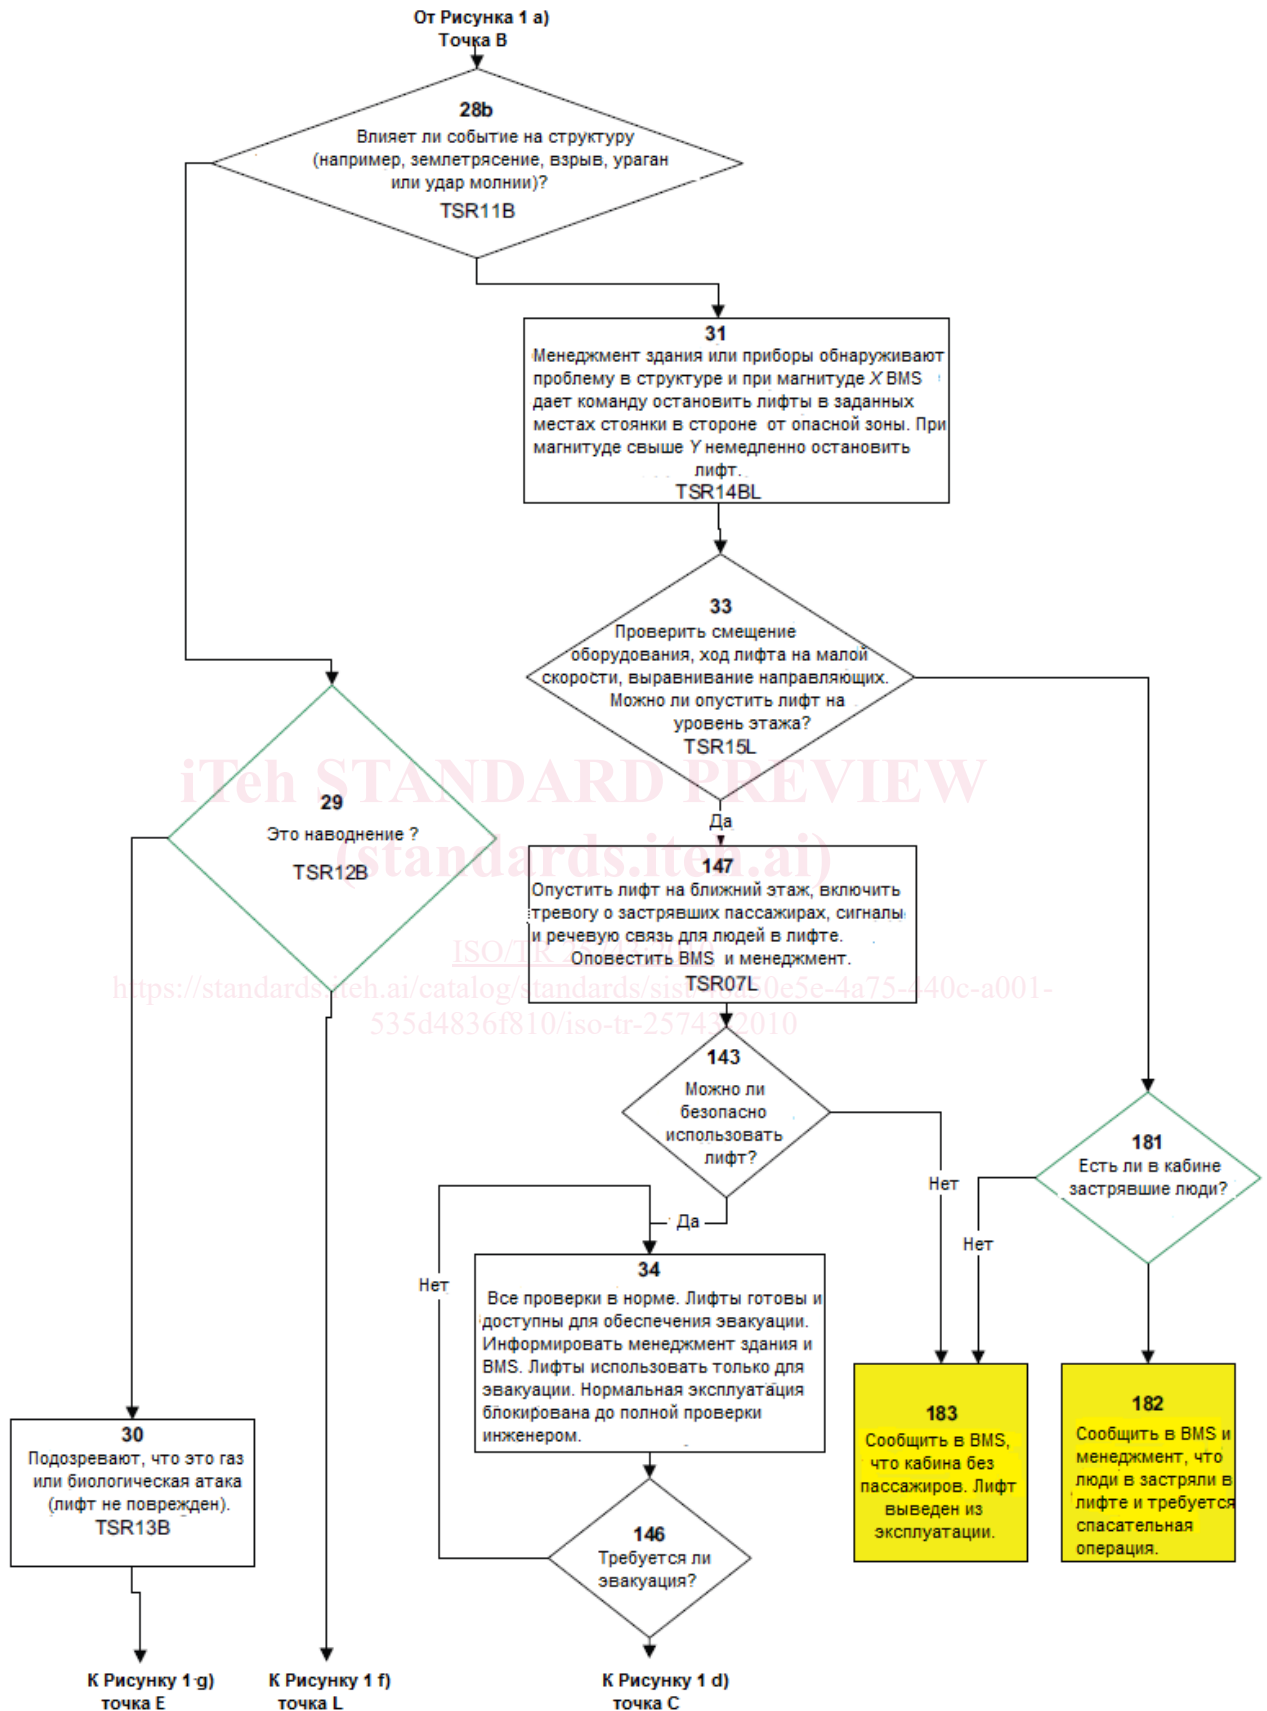 От Рисунка 1 a)
Точка B
28b
Влияет ли событие на структуру
(например, землетрясение, взрыв, ураган
или удар молнии)?
TSR11B
31
Менеджмент здания или приборы обнаруживают
проблему в структуре и при магнитуде X BMS
дает команду остановить лифты в заданных
местах стоянки в стороне от опасной зоны. При
магнитуде свыше Y немедленно остановить
лифт.
TSR14BL
33
Проверить смещение
оборудования, ход лифта на малой
скорости, выравнивание направляющих.
Можно ли опустить лифт на
уровень этажа?
TSR15L
iTeh STANDARD PREVIEW
(standards.iteh.ai)
29
Это наводнение ?
TSR12B
Да
147
Опустить лифт на ближний этаж, включить
тревогу о застрявших пассажирах, сигналы
и речевую связь для людей в лифте.
Оповестить BMS и менеджмент.
TSR07L
ISO/TR 25743:2010
535d4836f810/iso-tr-25743-2010
143
Можно ли
безопасно
использовать
лифт?
181
Есть ли в кабине
застрявшие люди?
Нет
Да
Нет
Нет
34
Все проверки в норме. Лифты готовы и
доступны для обеспечения эвакуации.
Информировать менеджмент здания и
BMS. Лифты использовать только для
эвакуации. Нормальная эксплуатация
блокирована до полной проверки
инженером.
183
Сообщить в BMS,
что кабина без
пассажиров. Лифт
выведен из
эксплуатации.
182
Сообщить в BMS и
менеджмент, что
люди в застряли в
лифте и требуется
спасательная
операция.
30
Подозревают, что это газ
или биологическая атака
(лифт не поврежден).
TSR13B
146
Требуется ли
эвакуация?
К Рисунку 1 g)
точка E
К Рисунку 1 f)
точка L
К Рисунку 1 d)
точка C